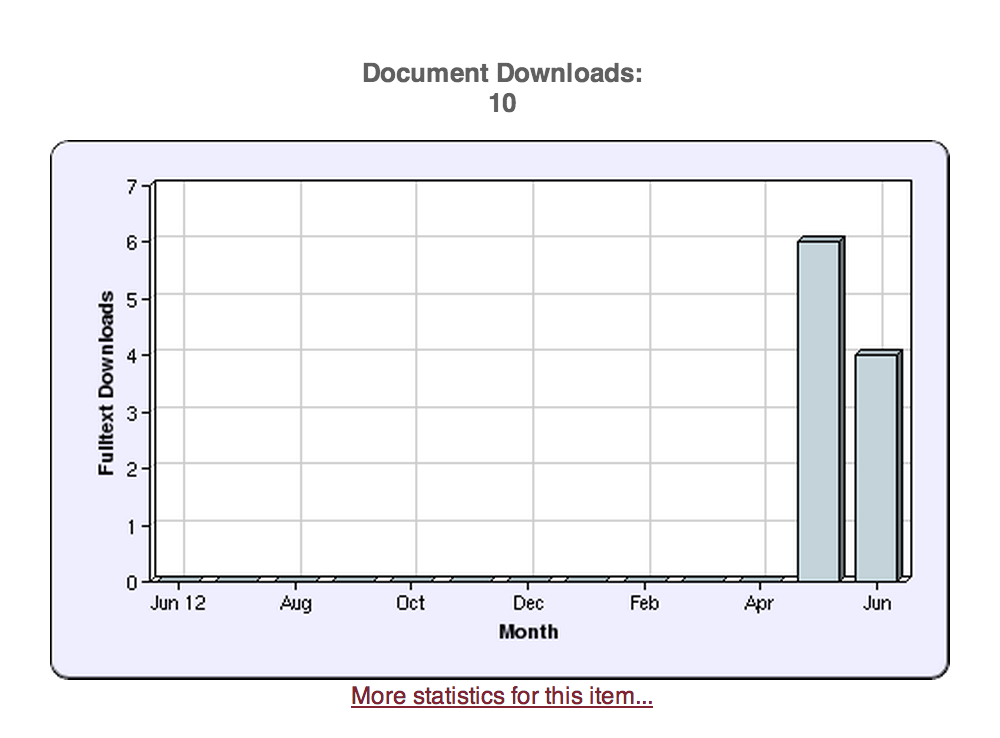 Document Downloads:
10
7
6
5
4
3
2
1
0
Fulltext Downloads
Jun 12 Aug Oct Dec Feb Apr Jun
Month
More statistics for this item...